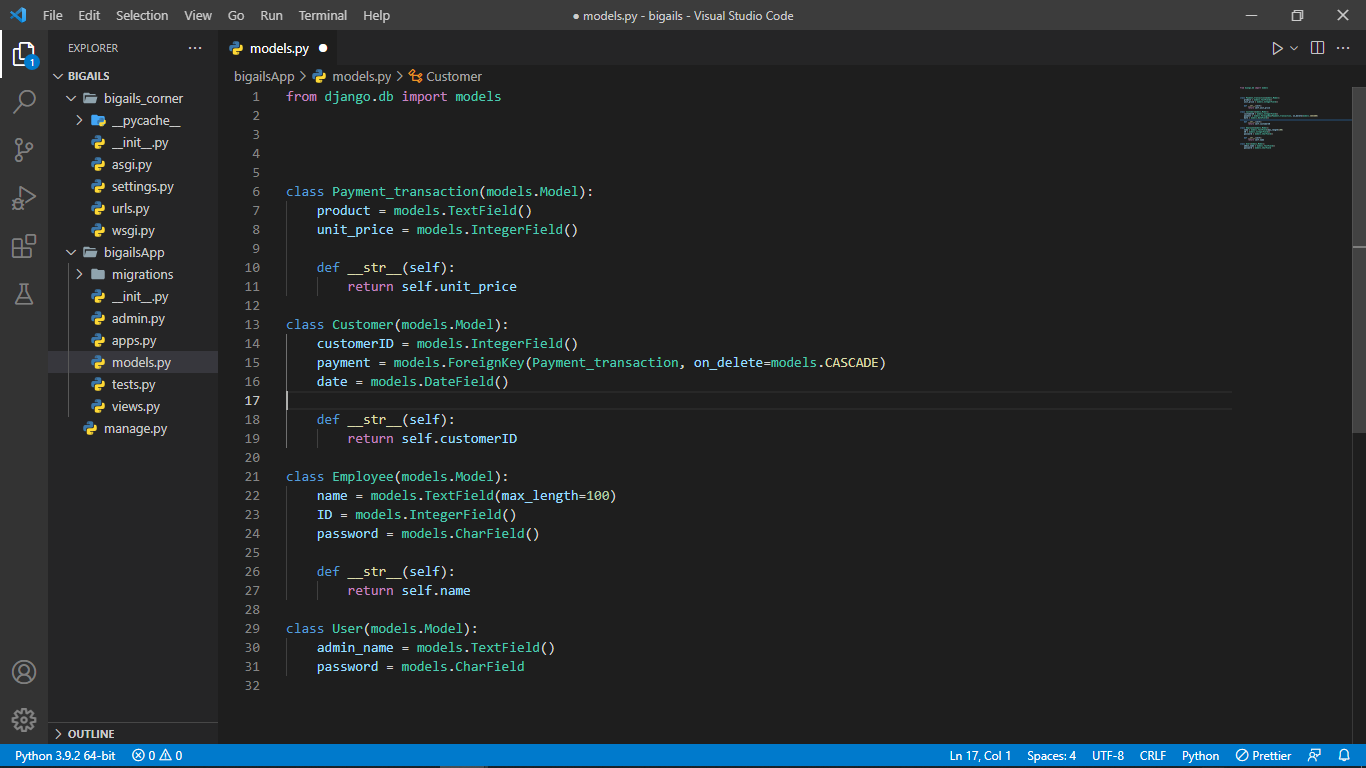 File Edit Selection View Go Run Terminal Help ● models.py - bigails - Visual Studio Code
EXPLORER ···
1
BIGAILS
bigails_corner
__pycache__
__init__.py
asgi.py
settings.py
urls.py
wsgi.py
bigailsApp
migrations
__init__.py
admin.py
apps.py
models.py
tests.py
views.py
manage.py
OUTLINE
models.py ●
bigailsApp > models.py > Customer
1 from django.db import models
2
3
4
5
6 class Payment_transaction(models.Model):
7     product = models.TextField()
8     unit_price = models.IntegerField()
9
10     def __str__(self):
11         return self.unit_price
12
13 class Customer(models.Model):
14     customerID = models.IntegerField()
15     payment = models.ForeignKey(Payment_transaction, on_delete=models.CASCADE)
16     date = models.DateField()
17
18     def __str__(self):
19         return self.customerID
20
21 class Employee(models.Model):
22     name = models.TextField(max_length=100)
23     ID = models.IntegerField()
24     password = models.CharField()
25
26     def __str__(self):
27         return self.name
28
29 class User(models.Model):
30     admin_name = models.TextField()
31     password = models.CharField
32
Python 3.9.2 64-bit 0 0 Ln 17, Col 1 Spaces: 4 UTF-8 CRLF Python Prettier